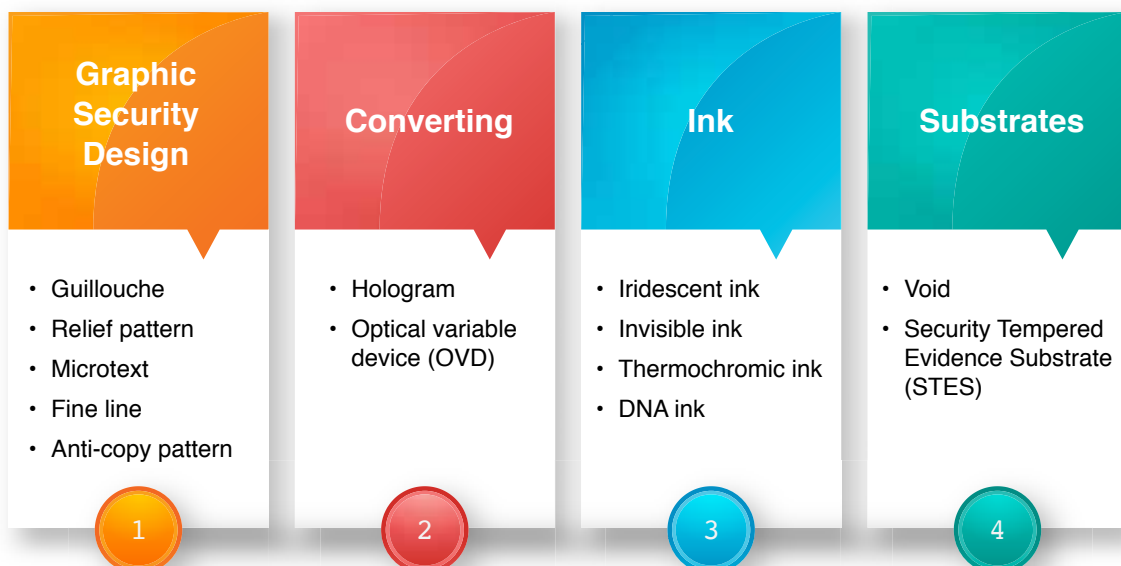 Graphic
Security
Design
• Guillouche
• Relief pattern
• Microtext
• Fine line
• Anti-copy pattern
1
Converting
• Hologram
• Optical variable
device (OVD)
2
Ink
• Iridescent ink
• Invisible ink
• Thermochromic ink
• DNA ink
3
Substrates
• Void
• Security Tempered
Evidence Substrate
(STES)
4